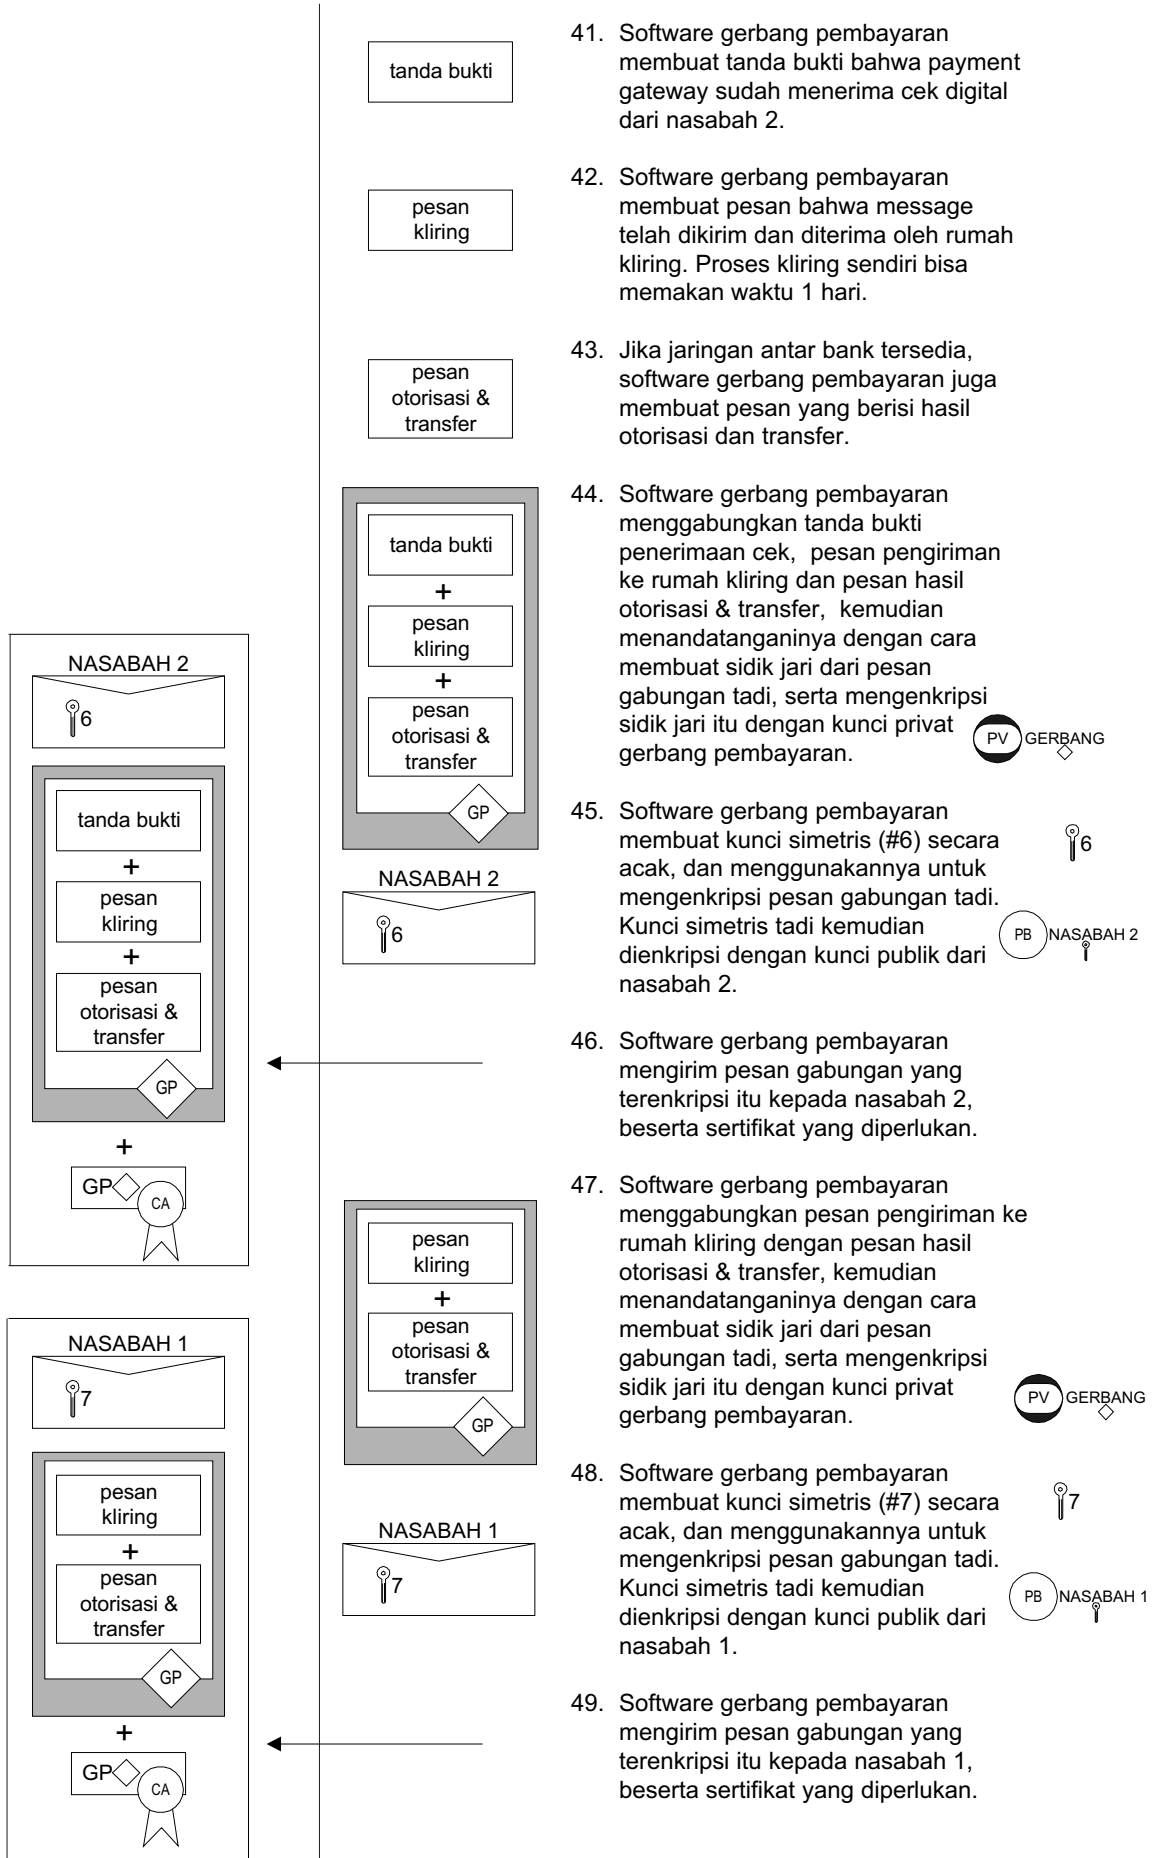 tanda bukti
41. Software gerbang pembayaran
membuat tanda bukti bahwa payment
gateway sudah menerima cek digital
dari nasabah 2.
pesan
kliring
42. Software gerbang pembayaran
membuat pesan bahwa message
telah dikirim dan diterima oleh rumah
kliring. Proses kliring sendiri bisa
memakan waktu 1 hari.
pesan
otorisasi &
transfer
43. Jika jaringan antar bank tersedia,
software gerbang pembayaran juga
membuat pesan yang berisi hasil
otorisasi dan transfer.
tanda bukti
+
pesan
kliring
+
pesan
otorisasi &
transfer
GP
44. Software gerbang pembayaran
menggabungkan tanda bukti
penerimaan cek, pesan pengiriman
ke rumah kliring dan pesan hasil
otorisasi & transfer, kemudian
menandatanganinya dengan cara
membuat sidik jari dari pesan
gabungan tadi, serta mengenkripsi
sidik jari itu dengan kunci privat
gerbang pembayaran.
PV GERBANG
NASABAH 2
6
45. Software gerbang pembayaran
membuat kunci simetris (#6) secara
acak, dan menggunakannya untuk
mengenkripsi pesan gabungan tadi.
Kunci simetris tadi kemudian
dienkripsi dengan kunci publik dari
nasabah 2.
6
PB NASABAH 2
NASABAH 2
6
tanda bukti
+
pesan
kliring
+
pesan
otorisasi &
transfer
GP
+
GP
CA
46. Software gerbang pembayaran
mengirim pesan gabungan yang
terenkripsi itu kepada nasabah 2,
beserta sertifikat yang diperlukan.
pesan
kliring
+
pesan
otorisasi &
transfer
GP
47. Software gerbang pembayaran
menggabungkan pesan pengiriman ke
rumah kliring dengan pesan hasil
otorisasi & transfer, kemudian
menandatanganinya dengan cara
membuat sidik jari dari pesan
gabungan tadi, serta mengenkripsi
sidik jari itu dengan kunci privat
gerbang pembayaran.
PV GERBANG
NASABAH 1
7
48. Software gerbang pembayaran
membuat kunci simetris (#7) secara
acak, dan menggunakannya untuk
mengenkripsi pesan gabungan tadi.
Kunci simetris tadi kemudian
dienkripsi dengan kunci publik dari
nasabah 1.
7
PB NASABAH 1
NASABAH 1
7
pesan
kliring
+
pesan
otorisasi &
transfer
GP
+
GP
CA
49. Software gerbang pembayaran
mengirim pesan gabungan yang
terenkripsi itu kepada nasabah 1,
beserta sertifikat yang diperlukan.